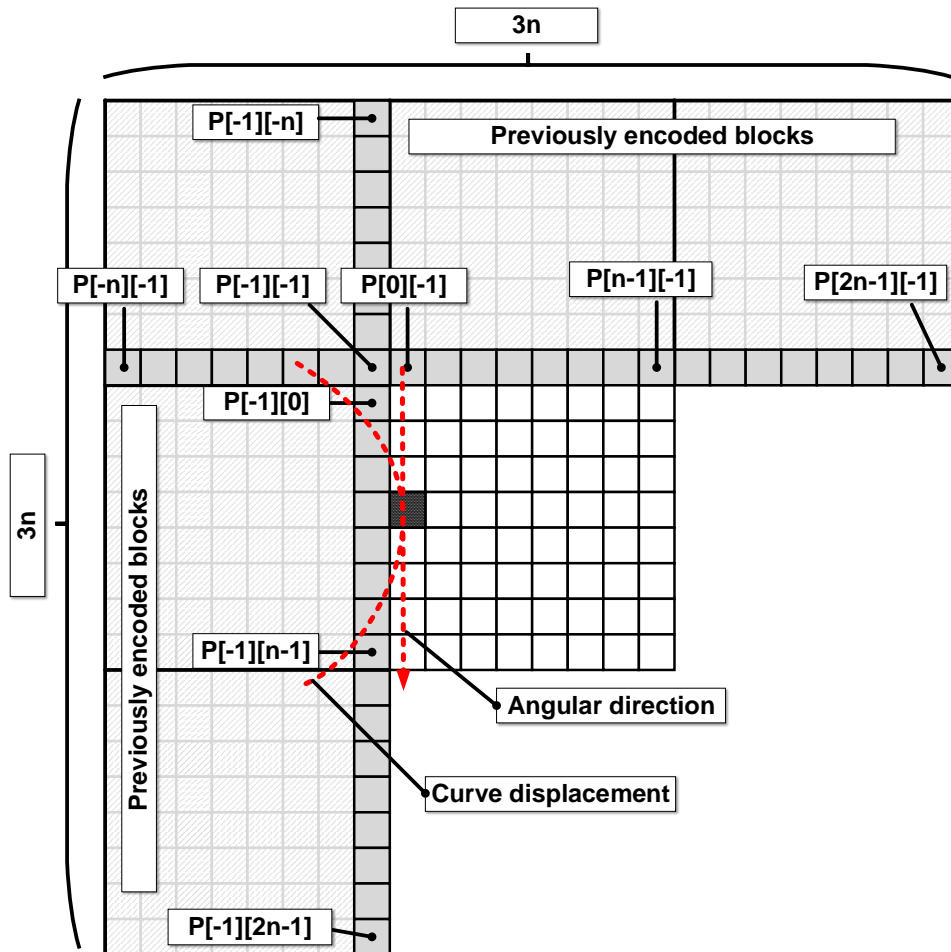 3n
P[-1][-n]
Previously encoded blocks
P[-n][-1]
P[-1][-1]
P[0][-1]
P[n-1][-1]
P[2n-1][-1]
P[-1][0]
3n
Previously encoded blocks
P[-1][n-1]
Angular direction
Curve displacement
P[-1][2n-1]